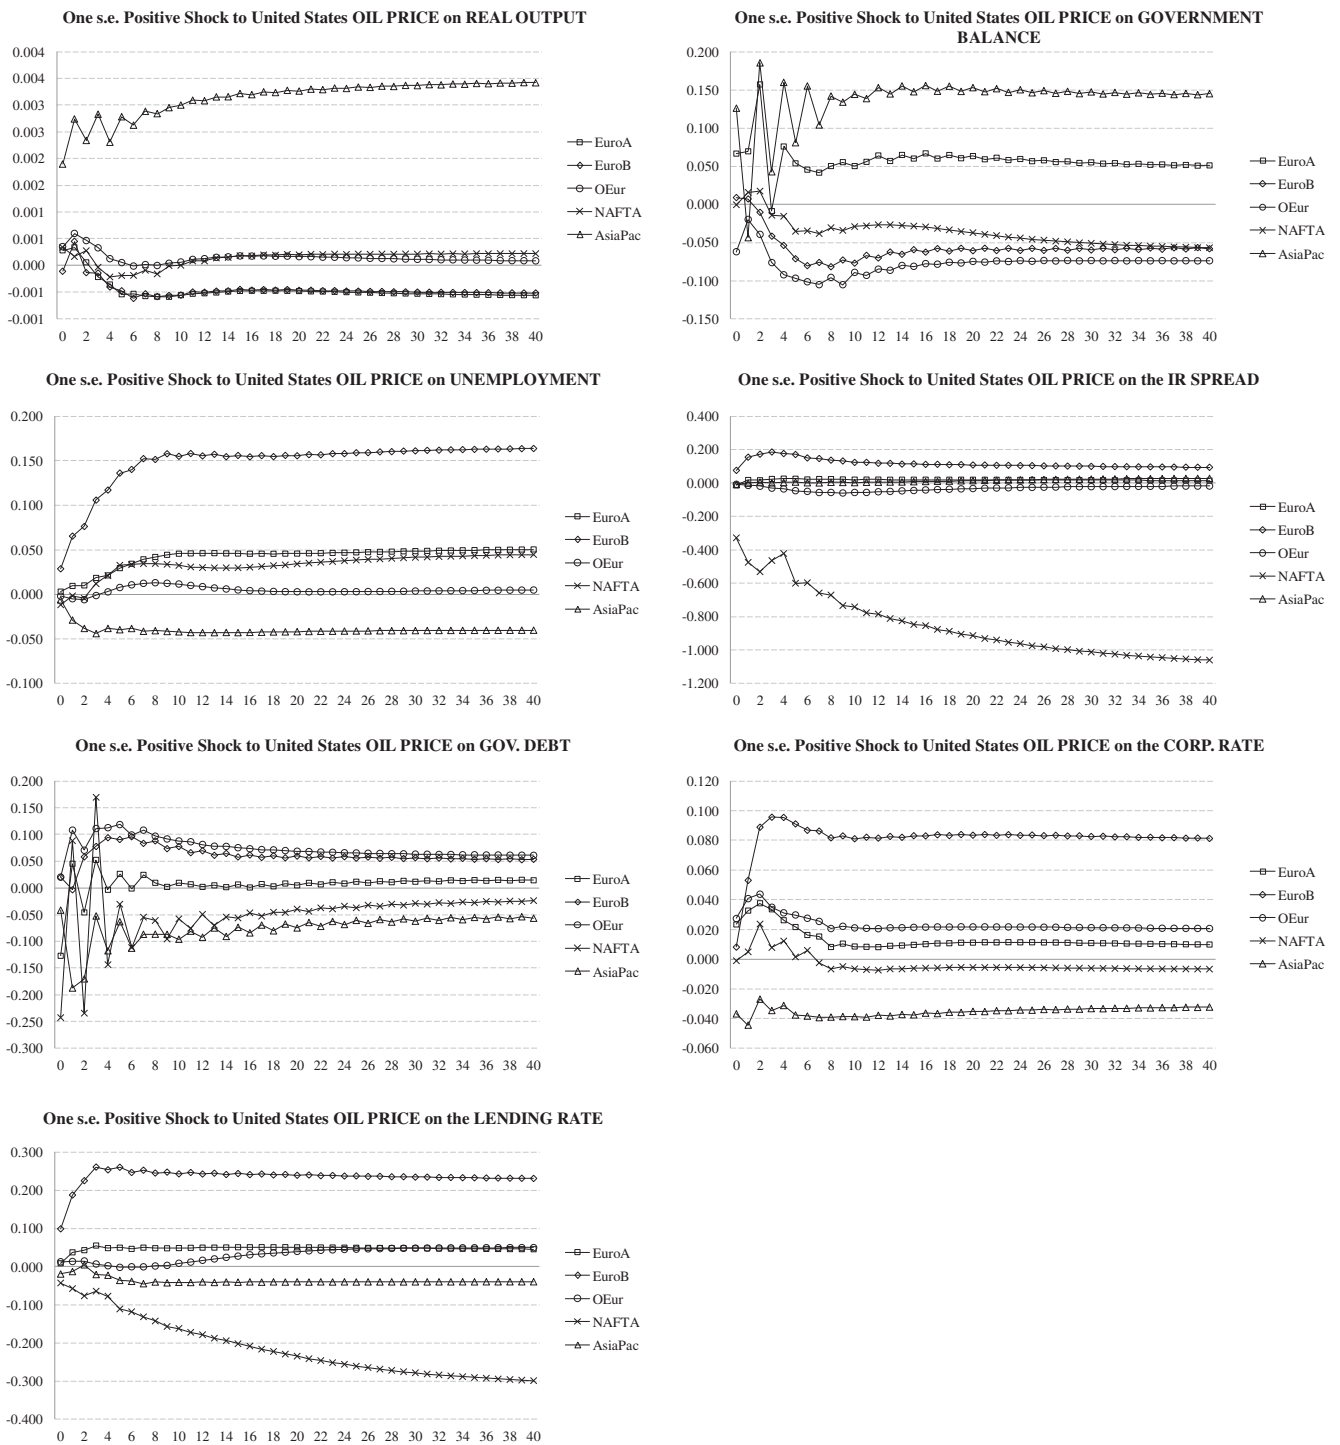 One s.e. Positive Shock to United States OIL PRICE on REAL OUTPUT
0.004
0.004
0.003
0.003
0.002
0.002
0.001
0.001
0.000
-0.001
-0.001
0 2 4 6 8 10 12 14 16 18 20 22 24 26 28 30 32 34 36 38 40
EuroA
EuroB
OEur
NAFTA
AsiaPac
One s.e. Positive Shock to United States OIL PRICE on GOVERNMENT
BALANCE
0.200
0.150
0.100
0.050
0.000
-0.050
-0.100
-0.150
0 2 4 6 8 10 12 14 16 18 20 22 24 26 28 30 32 34 36 38 40
EuroA
EuroB
OEur
NAFTA
AsiaPac
One s.e. Positive Shock to United States OIL PRICE on UNEMPLOYMENT
0.200
0.150
0.100
0.050
0.000
-0.050
-0.100
0 2 4 6 8 10 12 14 16 18 20 22 24 26 28 30 32 34 36 38 40
EuroA
EuroB
OEur
NAFTA
AsiaPac
One s.e. Positive Shock to United States OIL PRICE on the IR SPREAD
0.400
0.200
0.000
-0.200
-0.400
-0.600
-0.800
-1.000
-1.200
0 2 4 6 8 10 12 14 16 18 20 22 24 26 28 30 32 34 36 38 40
EuroA
EuroB
OEur
NAFTA
AsiaPac
One s.e. Positive Shock to United States OIL PRICE on GOV. DEBT
0.200
0.150
0.100
0.050
0.000
-0.050
-0.100
-0.150
-0.200
-0.250
-0.300
0 2 4 6 8 10 12 14 16 18 20 22 24 26 28 30 32 34 36 38 40
EuroA
EuroB
OEur
NAFTA
AsiaPac
One s.e. Positive Shock to United States OIL PRICE on the CORP. RATE
0.120
0.100
0.080
0.060
0.040
0.020
0.000
-0.020
-0.040
-0.060
0 2 4 6 8 10 12 14 16 18 20 22 24 26 28 30 32 34 36 38 40
EuroA
EuroB
OEur
NAFTA
AsiaPac
One s.e. Positive Shock to United States OIL PRICE on the LENDING RATE
0.300
0.200
0.100
0.000
-0.100
-0.200
-0.300
-0.400
0 2 4 6 8 10 12 14 16 18 20 22 24 26 28 30 32 34 36 38 40
EuroA
EuroB
OEur
NAFTA
AsiaPac